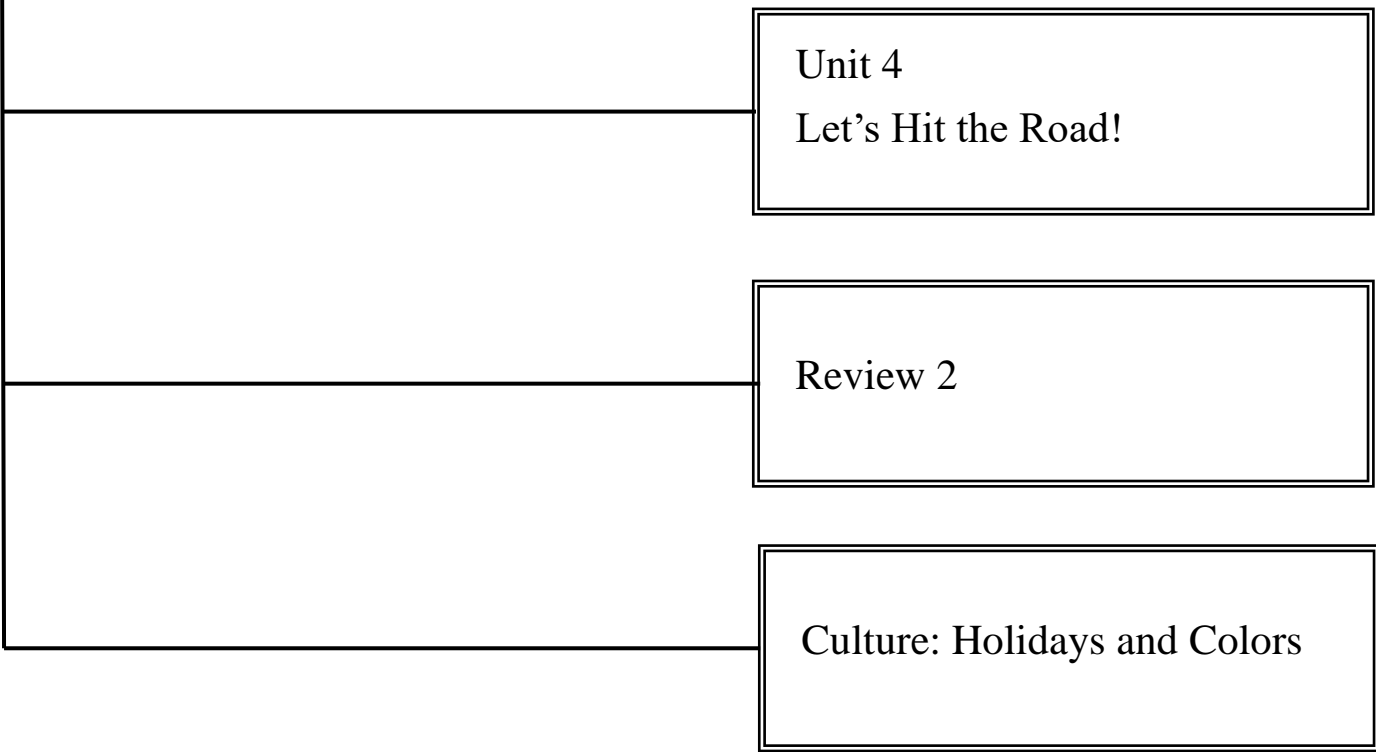 Unit 4
Let’s Hit the Road!
Review 2
Culture: Holidays and Colors